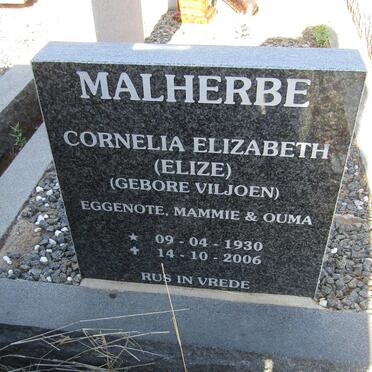 MALHERBE
CORNELIA ELIZABETH
(ELIZE)
(GEBORE VILJOEN)
EGGENOTE, MAMMIE & OUMA
★ 09 - 04 - 1930
✚ 14 - 10 - 2006
RUS IN VREDE